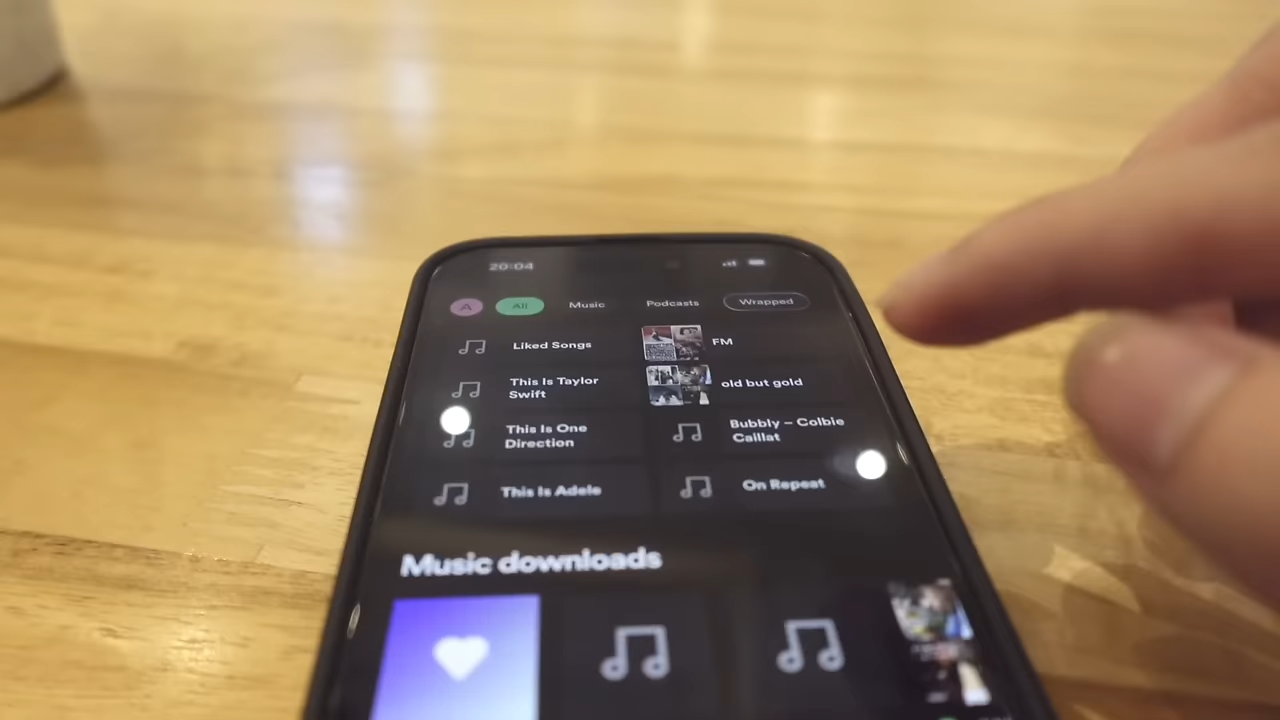 20:04
A
All
Music
Podcasts
Wrapped
Liked Songs
FM
This Is Taylor
Swift
old but gold
This Is One
Direction
Bubbly – Colbie
Caillat
This Is Adele
On Repeat
Music downloads